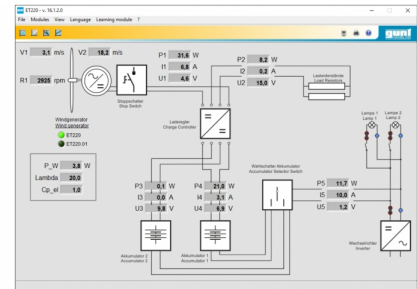 ET220 - v. 16.1.2.0
File Modules View Language Learning module ?
gunt
V1 3,1 m/s V2 18,2 m/s
P1 31,6 W
I1 6,8 A
U1 4,6 V
P2 8,2 W
I2 0,2 A
U2 15,0 V
R1 2925 rpm
Stoppschalter
Stop Switch
Lastwiderstände
Load Resistors
Lampe 1 Lampe 2
Lamp 1 Lamp 2
Windgenerator
Wind generator
ET220
ET220.01
Laderegler
Charge Controller
P_W 3,8 W
Lambda 20,0
Cp_el 1,0
Wahlschalter Akkumulator
Accumulator Selector Switch
P3 0,1 W
I3 0,0 A
U3 9,8 V
P4 21,0 W
I4 3,1 A
U4 6,9 V
P5 11,7 W
I5 10,0 A
U5 1,2 V
Akkumulator 2
Accumulator 2
Akkumulator 1
Accumulator 1
Wechselrichter
Inverter